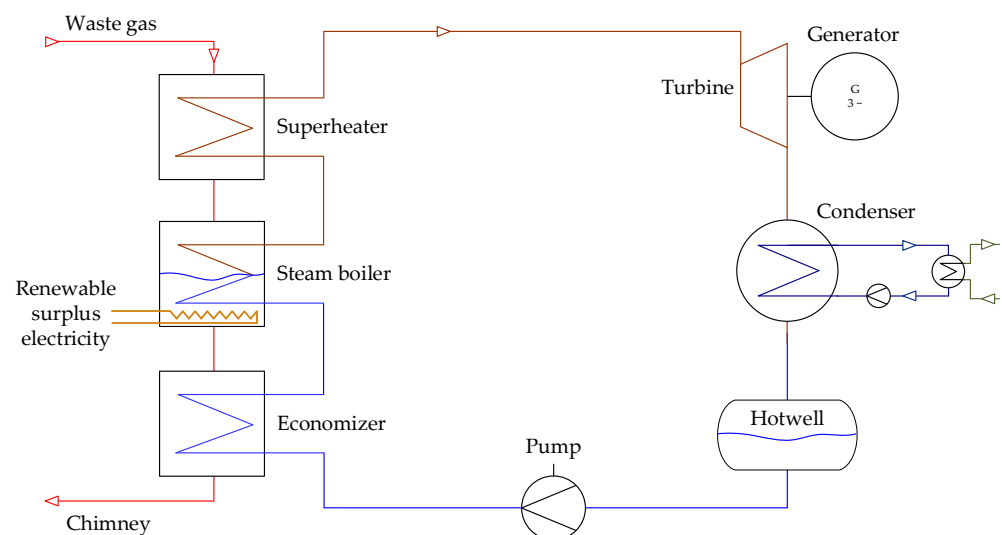 Waste gas
Generator
Turbine
G
3 ~
Superheater
Condenser
Steam boiler
Renewable
surplus
electricity
Hotwell
Economizer
Pump
Chimney